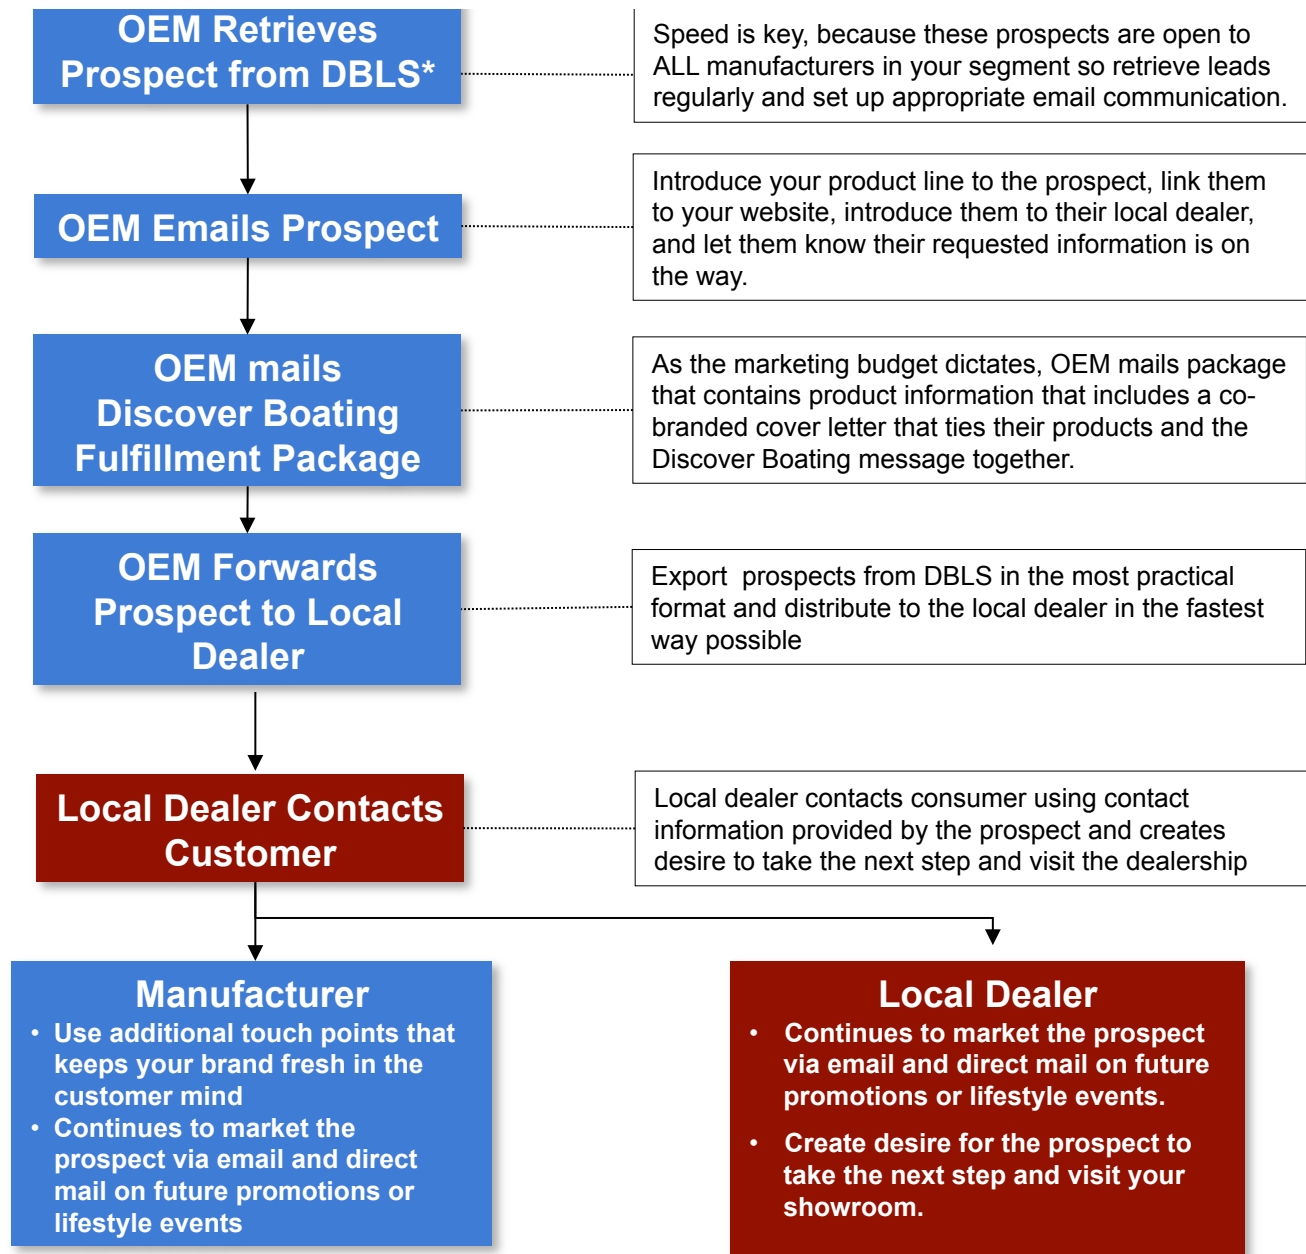 OEM Retrieves
Prospect from DBLS*
Speed is key, because these prospects are open to
ALL manufacturers in your segment so retrieve leads
regularly and set up appropriate email communication.
OEM Emails Prospect
Introduce your product line to the prospect, link them
to your website, introduce them to their local dealer,
and let them know their requested information is on
the way.
OEM mails
Discover Boating
Fulfillment Package
As the marketing budget dictates, OEM mails package
that contains product information that includes a co-
branded cover letter that ties their products and the
Discover Boating message together.
OEM Forwards
Prospect to Local
Dealer
Export  prospects from DBLS in the most practical
format and distribute to the local dealer in the fastest
way possible
Local Dealer Contacts
Customer
Local dealer contacts consumer using contact
information provided by the prospect and creates
desire to take the next step and visit the dealership
Manufacturer
• Use additional touch points that
keeps your brand fresh in the
customer mind
• Continues to market the
prospect via email and direct
mail on future promotions or
lifestyle events
Local Dealer
• Continues to market the prospect
via email and direct mail on future
promotions or lifestyle events.
• Create desire for the prospect to
take the next step and visit your
showroom.